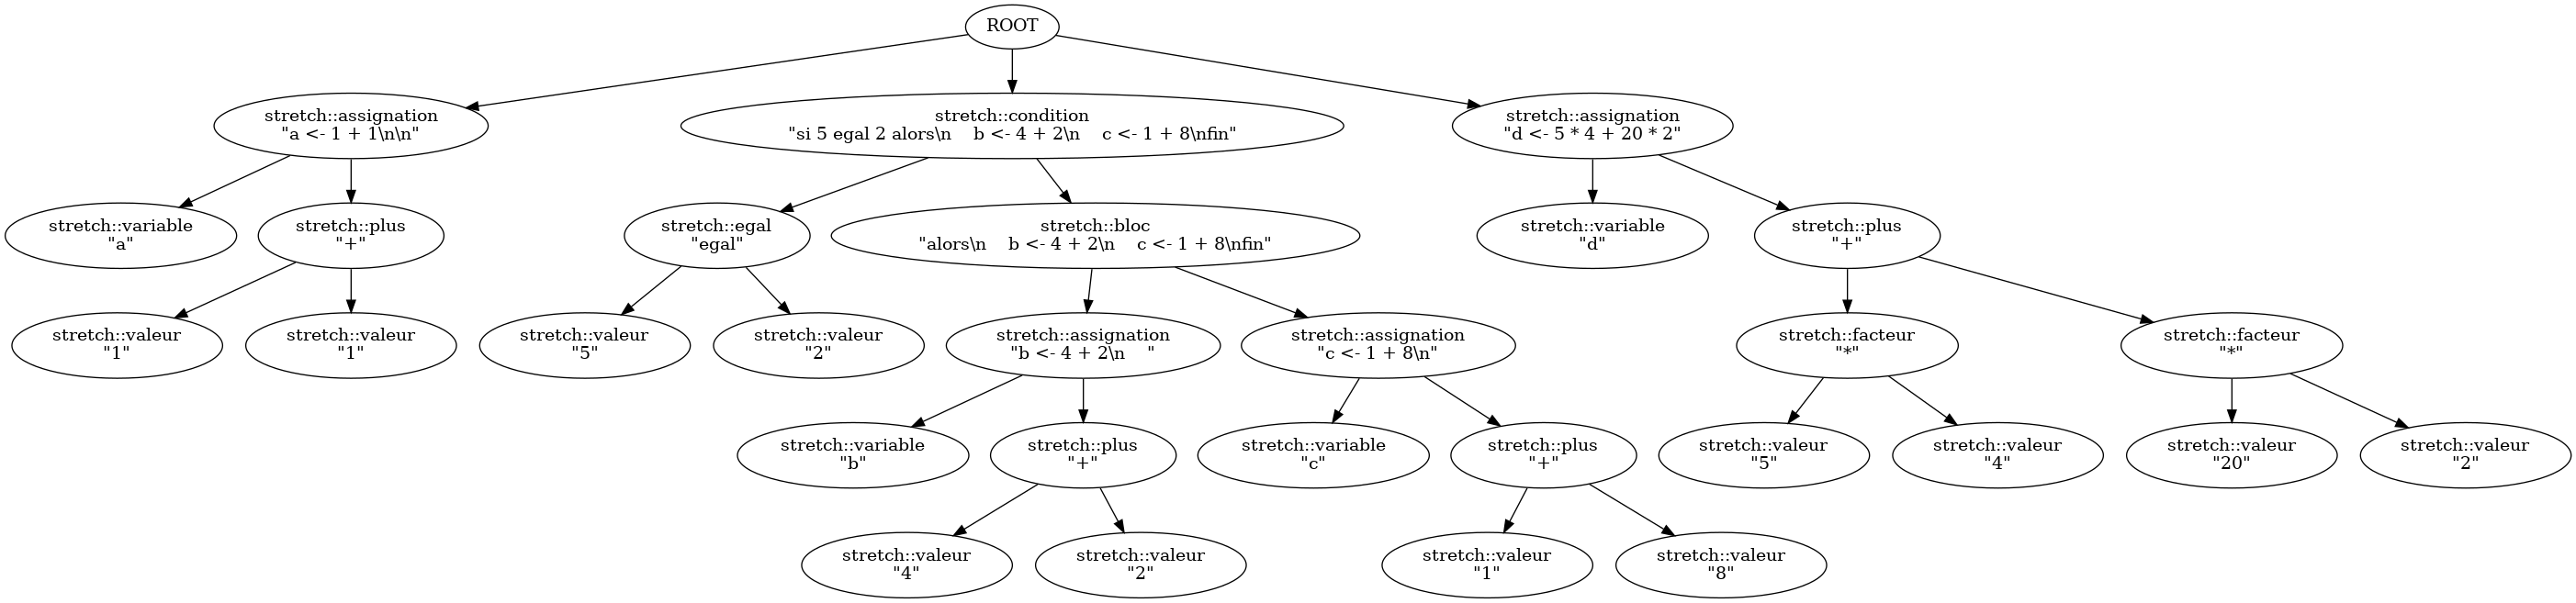 ROOT
stretch::assignation
"a <- 1 + 1\n\n"
stretch::condition
"si 5 egal 2 alors\n    b <- 4 + 2\n    c <- 1 + 8\nfin"
stretch::assignation
"d <- 5 * 4 + 20 * 2"
stretch::variable
"a"
stretch::plus
"+"
stretch::egal
"egal"
stretch::bloc
"alors\n    b <- 4 + 2\n    c <- 1 + 8\nfin"
stretch::variable
"d"
stretch::plus
"+"
stretch::valeur
"1"
stretch::valeur
"1"
stretch::valeur
"5"
stretch::valeur
"2"
stretch::assignation
"b <- 4 + 2\n    "
stretch::assignation
"c <- 1 + 8\n"
stretch::facteur
"*"
stretch::facteur
"*"
stretch::variable
"b"
stretch::plus
"+"
stretch::variable
"c"
stretch::plus
"+"
stretch::valeur
"5"
stretch::valeur
"4"
stretch::valeur
"20"
stretch::valeur
"2"
stretch::valeur
"4"
stretch::valeur
"2"
stretch::valeur
"1"
stretch::valeur
"8"